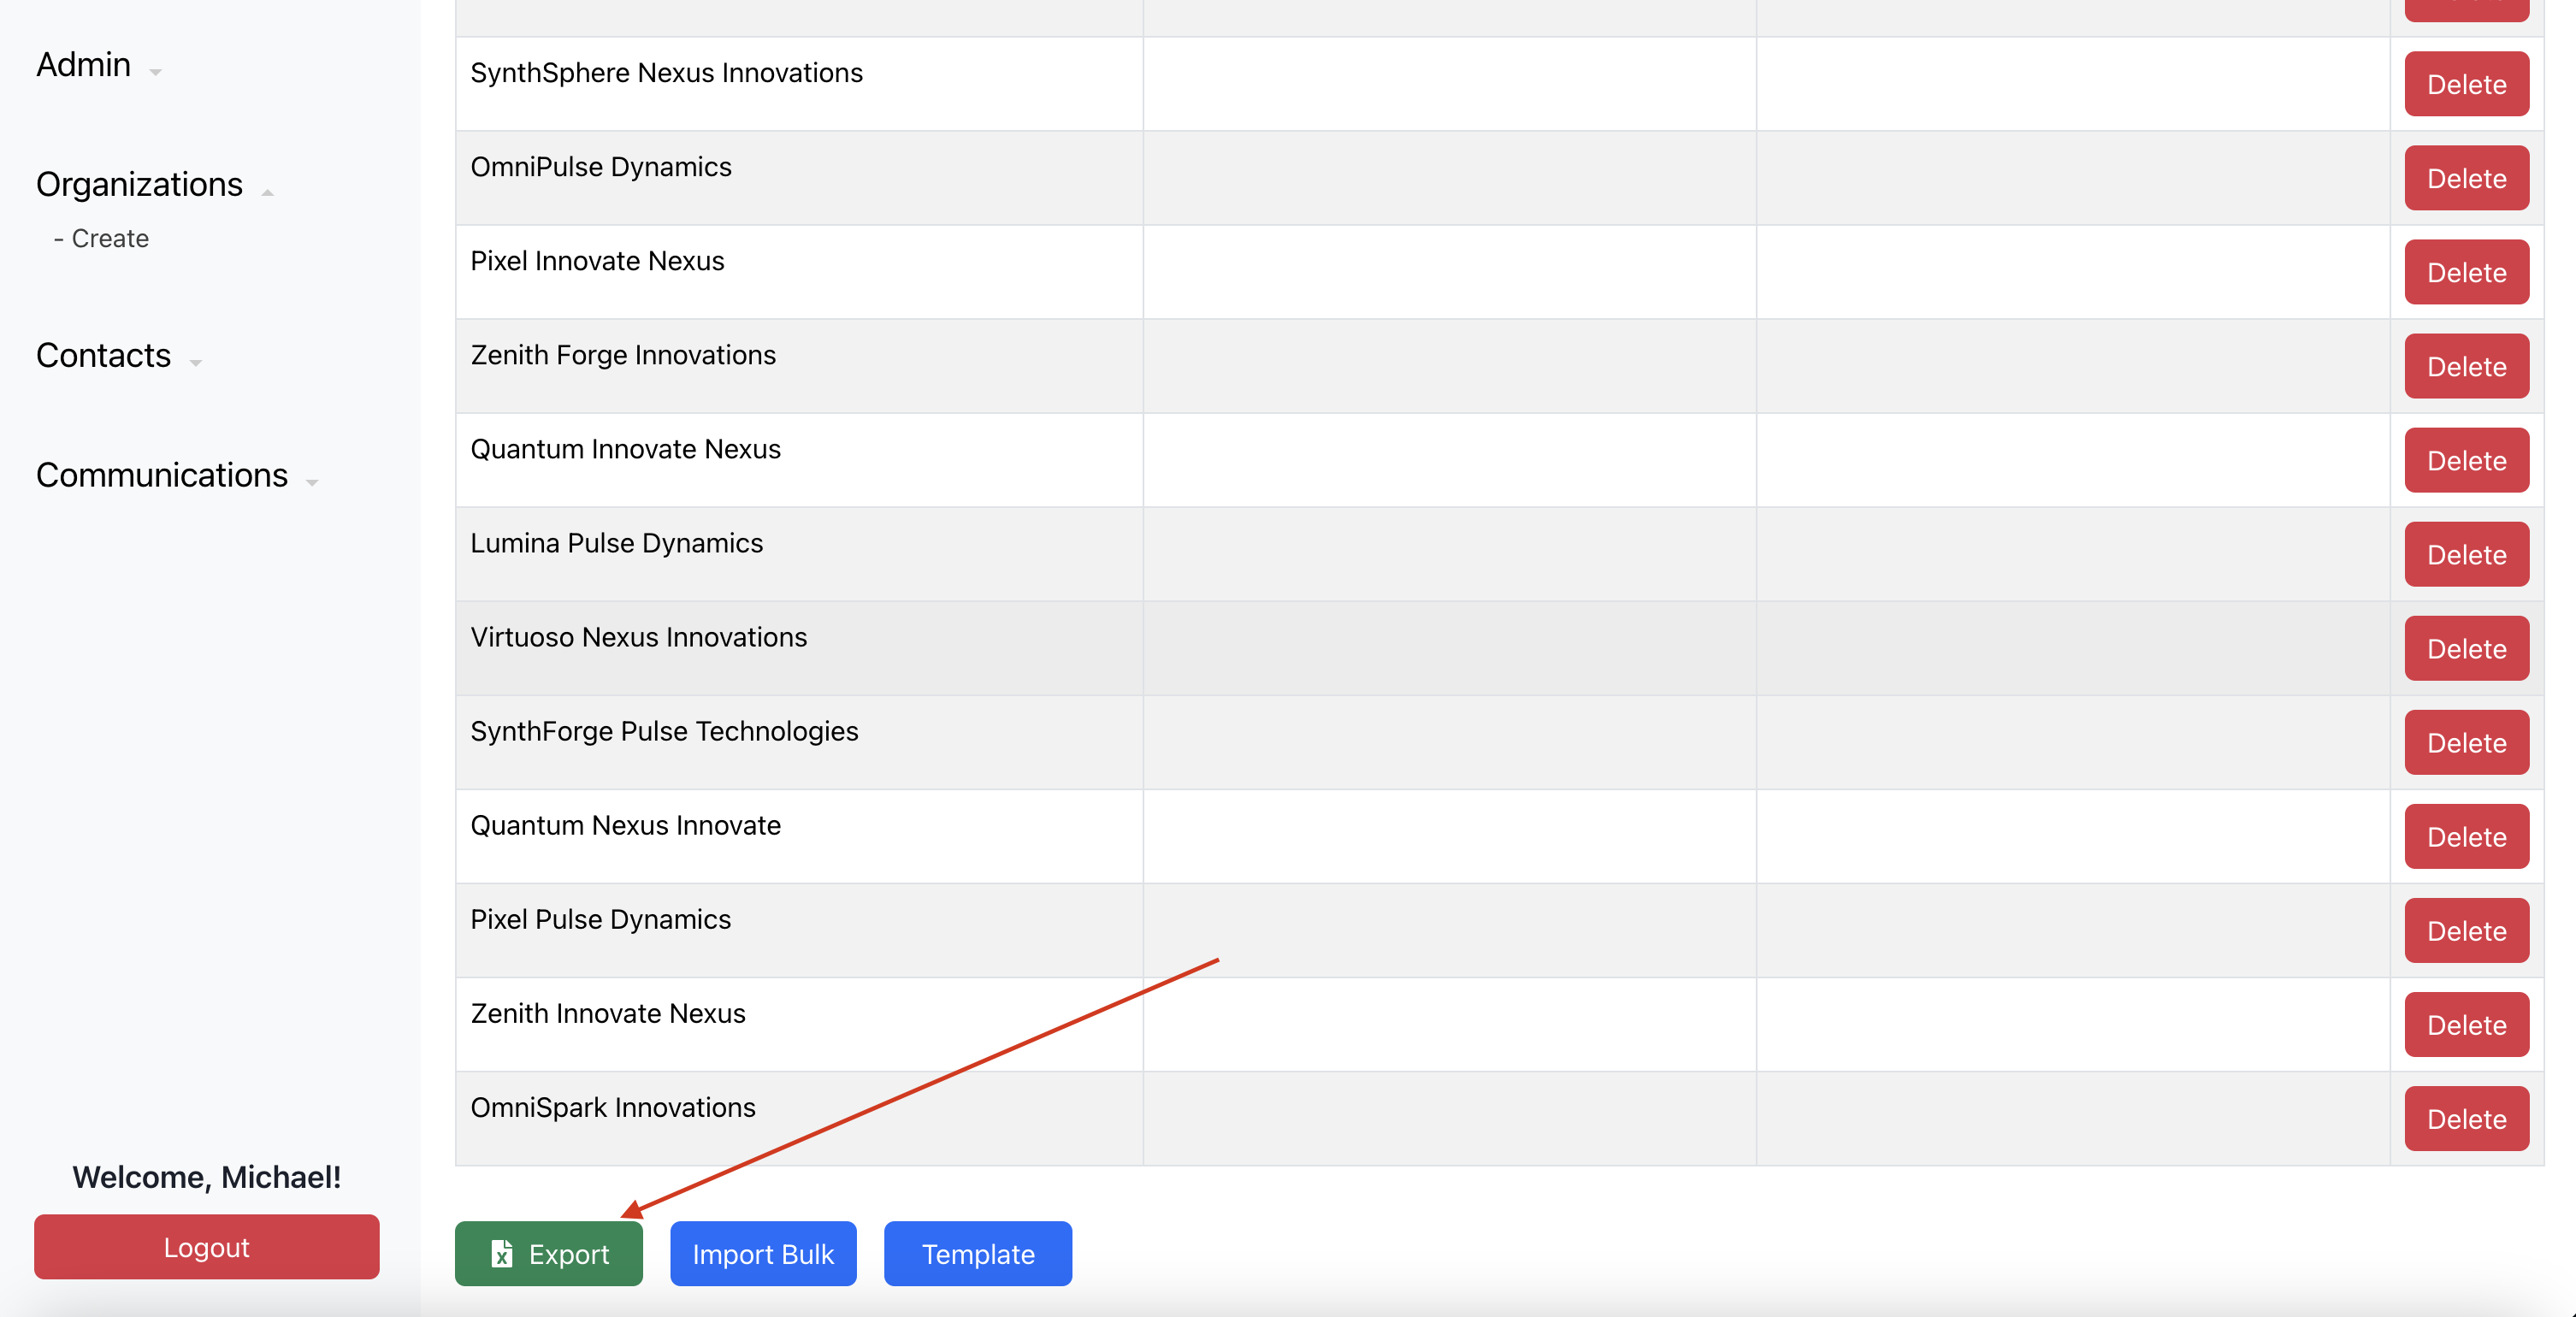 Admin
Organizations
- Create
Contacts
Communications
Welcome, Michael!
Logout
SynthSphere Nexus Innovations
Delete
OmniPulse Dynamics
Delete
Pixel Innovate Nexus
Delete
Zenith Forge Innovations
Delete
Quantum Innovate Nexus
Delete
Lumina Pulse Dynamics
Delete
Virtuoso Nexus Innovations
Delete
SynthForge Pulse Technologies
Delete
Quantum Nexus Innovate
Delete
Pixel Pulse Dynamics
Delete
Zenith Innovate Nexus
Delete
OmniSpark Innovations
Delete
Export
Import Bulk
Template